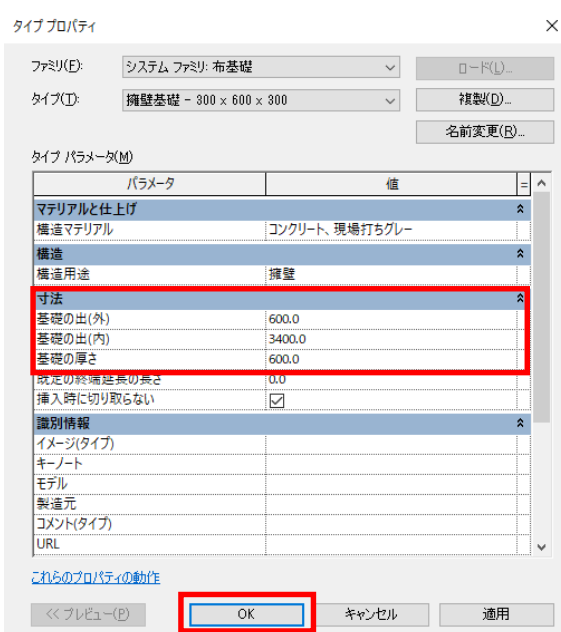 タイプ プロパティ
ファミリ(F): システム ファミリ: 布基礎 ロード(L)...
タイプ(T): 擁壁基礎 - 300 x 600 x 300 複製(D)...
名前変更(R)...
タイプ パラメータ(M)
パラメータ 値 =
マテリアルと仕上げ
構造マテリアル コンクリート、現場打ちグレー
構造
構造用途 擁壁
寸法
基礎の出(外) 600.0
基礎の出(内) 3400.0
基礎の厚さ 600.0
既定の終端延長の長さ 0.0
挿入時に切り取らない
識別情報
イメージ(タイプ)
キーノート
モデル
製造元
コメント(タイプ)
URL
これらのプロパティの動作
<< プレビュー(P) OK キャンセル 適用